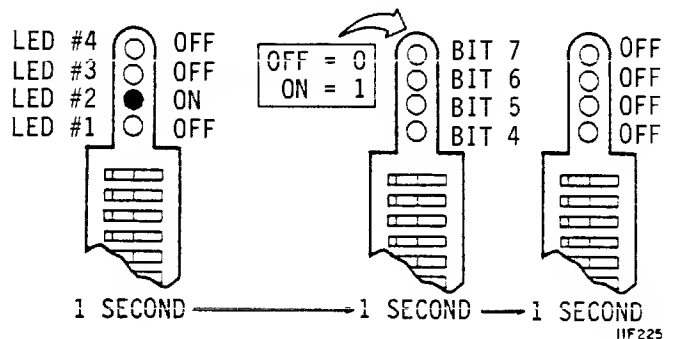 LED #4 OFF
LED #3 OFF
LED #2 ON
LED #1 OFF
OFF = 0
ON = 1
BIT 7
BIT 6
BIT 5
BIT 4
OFF
OFF
OFF
OFF
1 SECOND 1 SECOND 1 SECOND
11F225